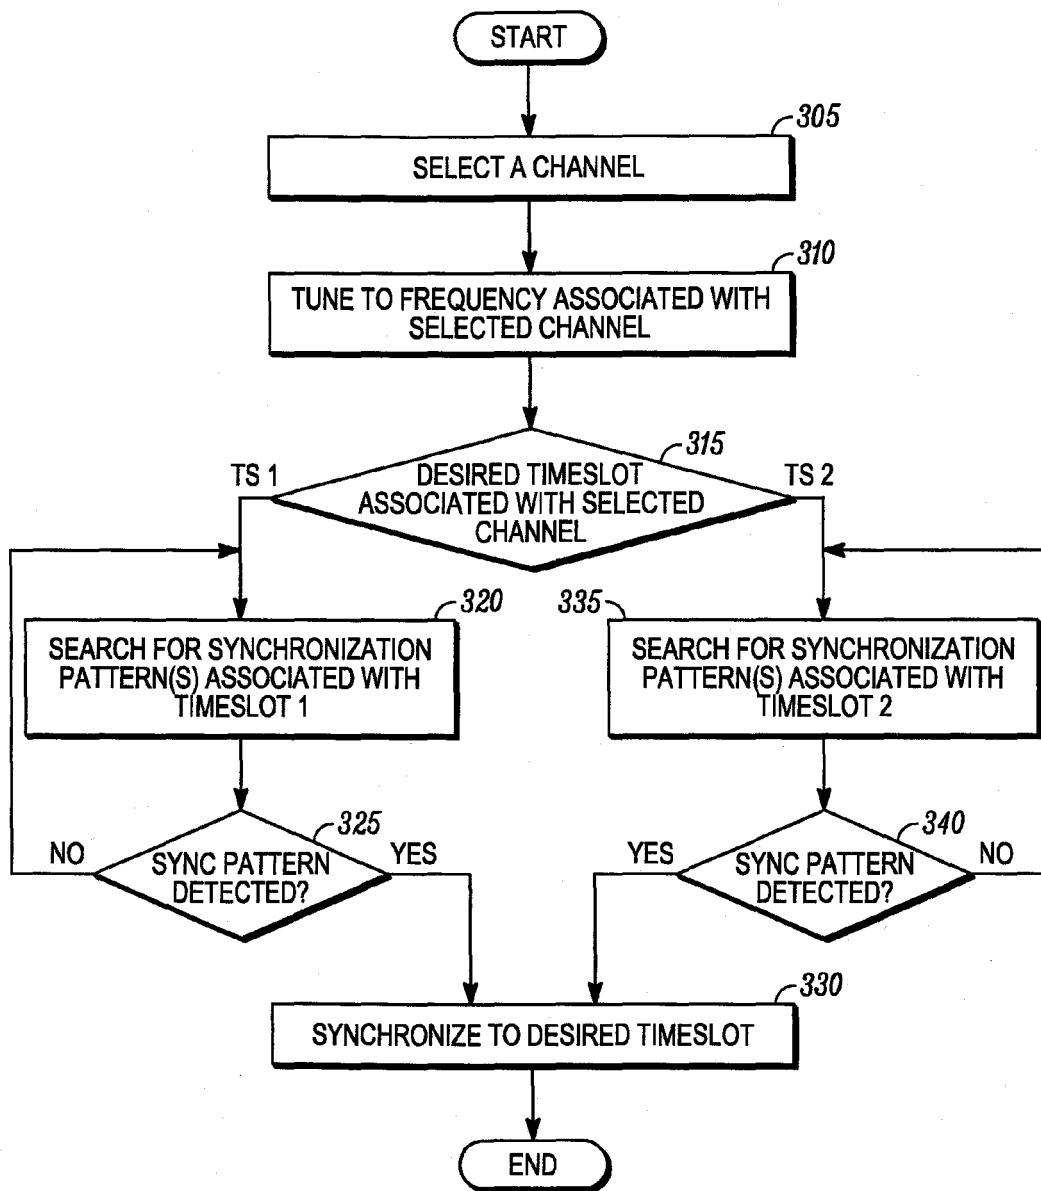 START
305
SELECT A CHANNEL
310
TUNE TO FREQUENCY ASSOCIATED WITH
SELECTED CHANNEL
315
TS 1
DESIRED TIMESLOT
ASSOCIATED WITH SELECTED
CHANNEL
TS 2
320
SEARCH FOR SYNCHRONIZATION
PATTERN(S) ASSOCIATED WITH
TIMESLOT 1
335
SEARCH FOR SYNCHRONIZATION
PATTERN(S) ASSOCIATED WITH
TIMESLOT 2
325
NO
SYNC PATTERN
DETECTED?
YES
340
YES
SYNC PATTERN
DETECTED?
NO
330
SYNCHRONIZE TO DESIRED TIMESLOT
END